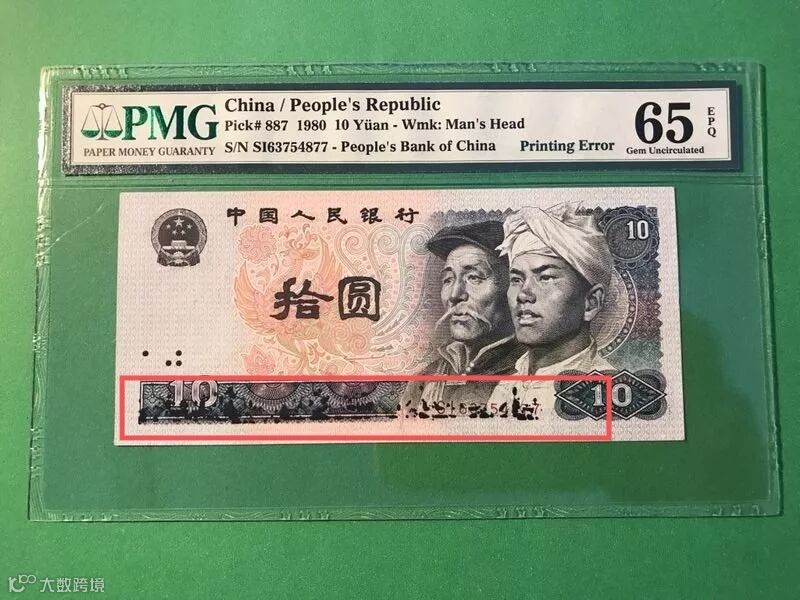 PMG
PAPER MONEY GUARANTY
China / People's Republic
Pick# 887 1980 10 Yüan - Wmk: Man's Head
S/N SI63754877 - People's Bank of China
Printing Error
65
EPQ
Gem Uncirculated
中国人民银行
10
拾圆
10
10
大数跨境